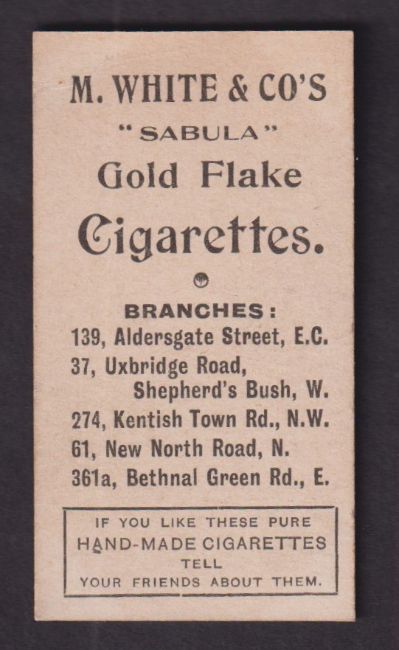 M. WHITE & CO'S
"SABULA"
Gold Flake
Cigarettes.
BRANCHES:
139, Aldersgate Street, E.C.
37, Uxbridge Road,
Shepherd's Bush, W.
274, Kentish Town Rd., N.W.
61, New North Road, N.
361a, Bethnal Green Rd., E.
IF YOU LIKE THESE PURE
HAND-MADE CIGARETTES
TELL
YOUR FRIENDS ABOUT THEM.